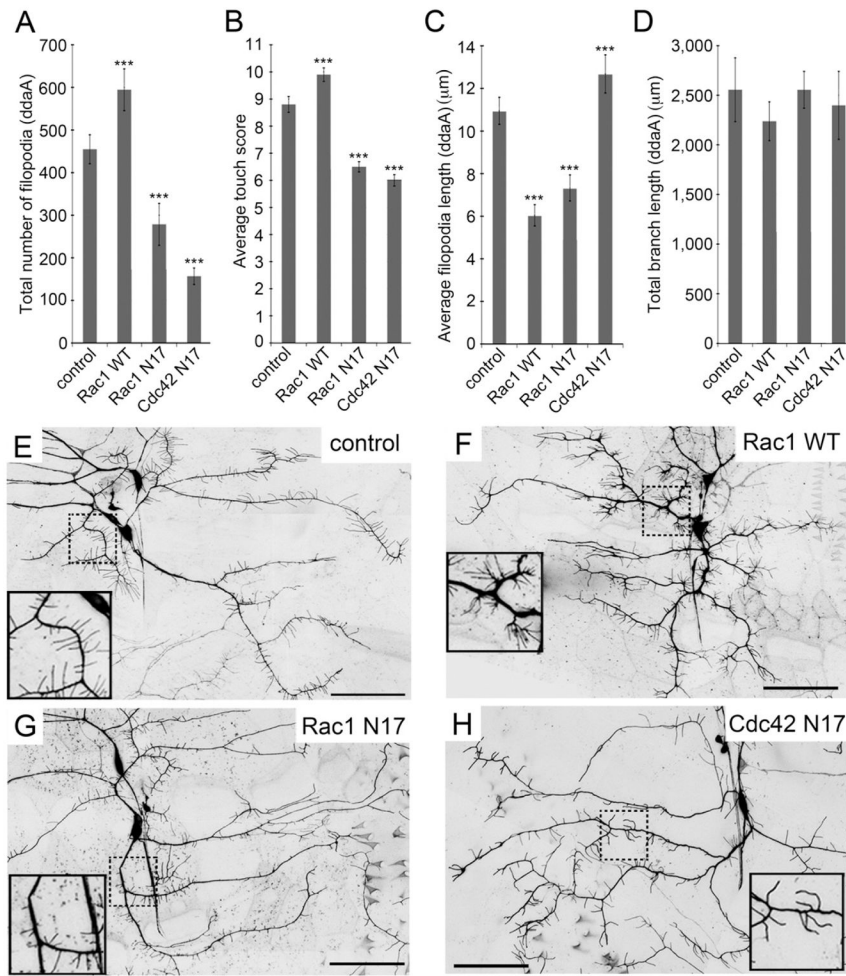 A
B
C
D
Total number of filopodia (ddaA)
700
600
500
400
300
200
100
0
***
***
***
control
Rac1 WT
Rac1 N17
Cdc42 N17
Average touch score
11
10
9
8
7
6
5
4
3
2
1
0
***
***
***
control
Rac1 WT
Rac1 N17
Cdc42 N17
Average filopodia length (ddaA) (μm)
14
12
10
8
6
4
2
0
***
***
***
control
Rac1 WT
Rac1 N17
Cdc42 N17
Total branch length (ddaA) (μm)
3,000
2,500
2,000
1,500
1,000
500
0
control
Rac1 WT
Rac1 N17
Cdc42 N17
E
control
F
Rac1 WT
G
Rac1 N17
H
Cdc42 N17